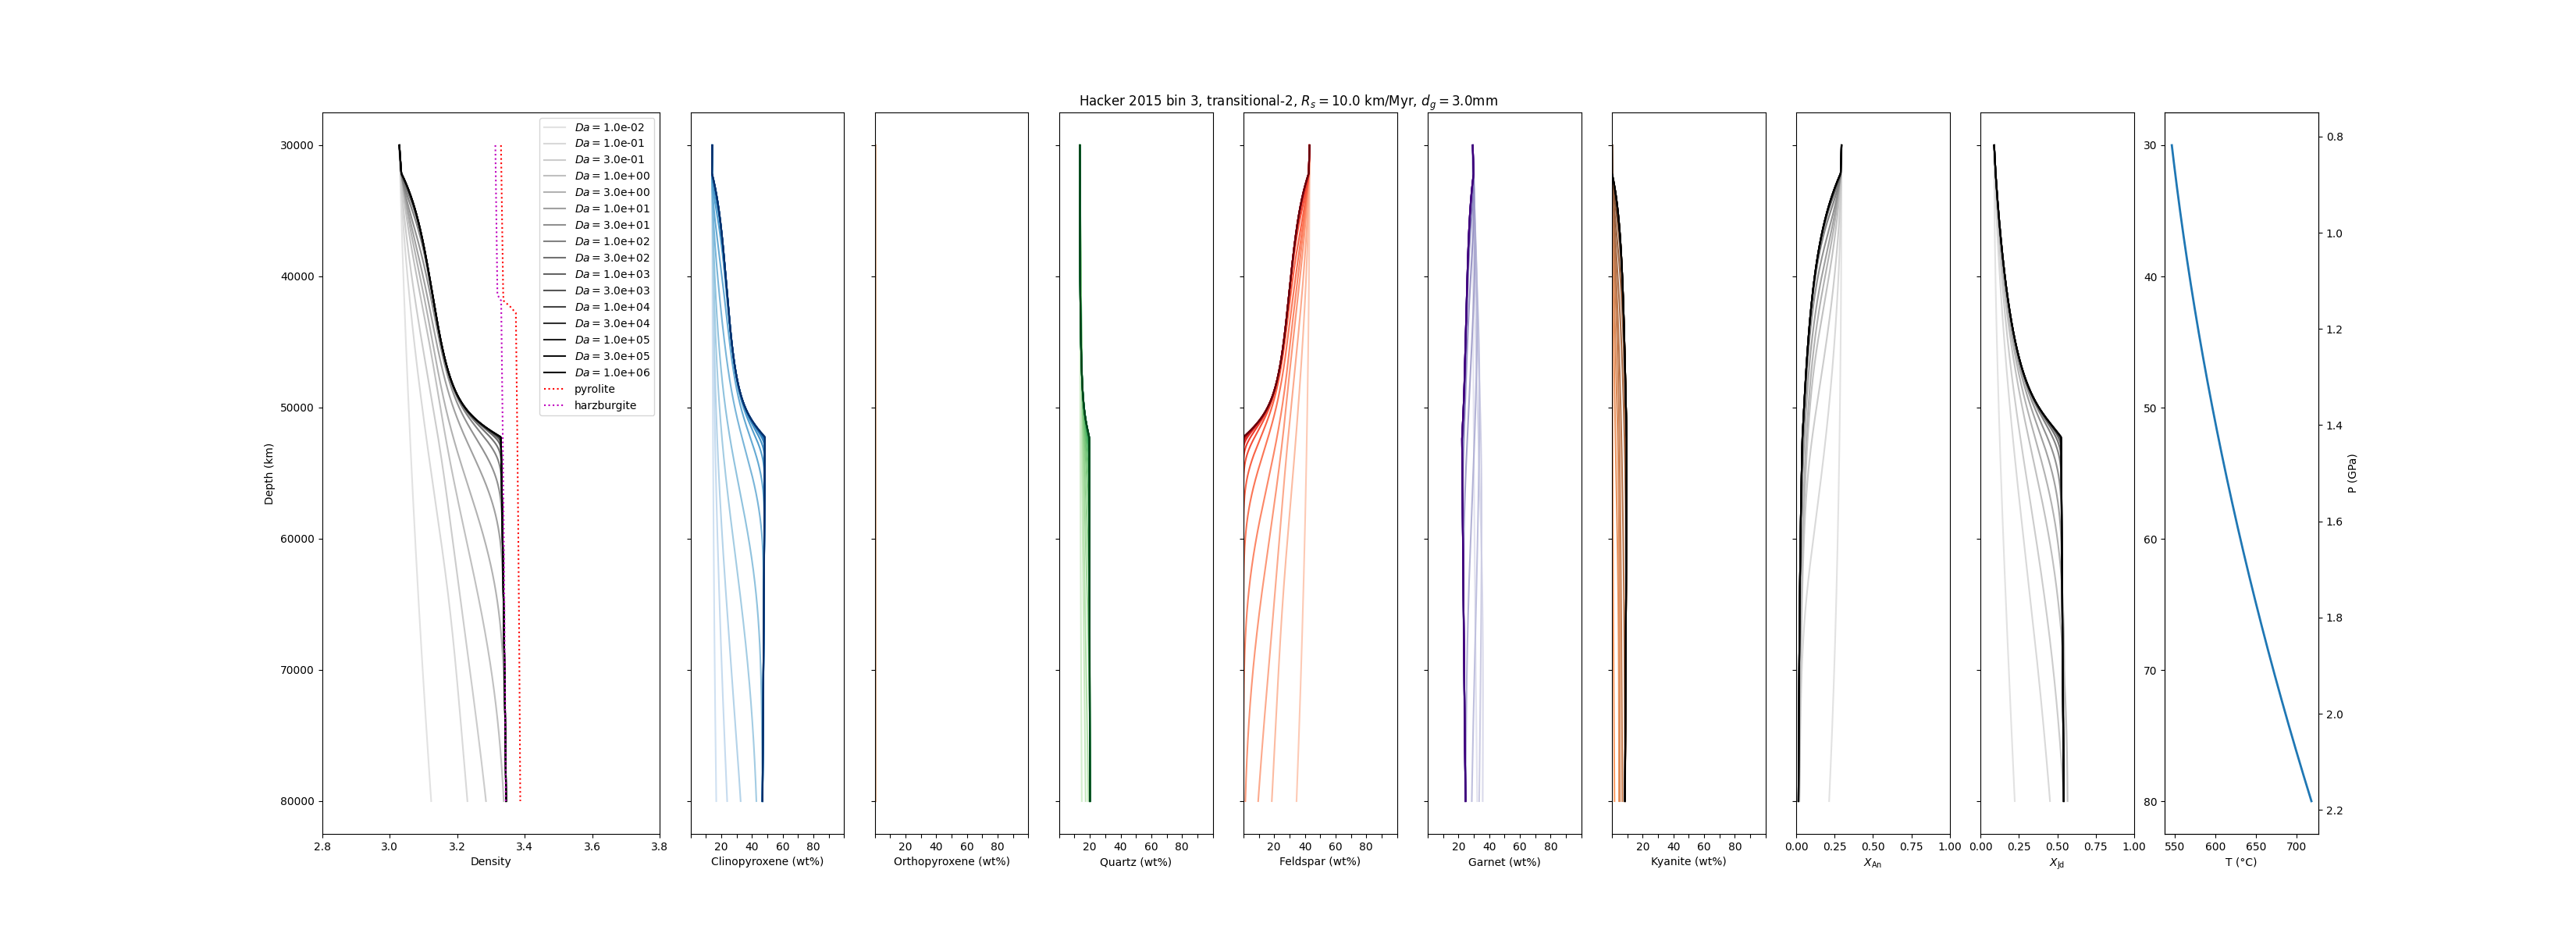 Hacker 2015 bin 3, transitional-2, R_s = 10.0 km/Myr, d_g = 3.0mm
Da = 1.0e-02
Da = 1.0e-01
Da = 3.0e-01
Da = 1.0e+00
Da = 3.0e+00
Da = 1.0e+01
Da = 3.0e+01
Da = 1.0e+02
Da = 3.0e+02
Da = 1.0e+03
Da = 3.0e+03
Da = 1.0e+04
Da = 3.0e+04
Da = 1.0e+05
Da = 3.0e+05
Da = 1.0e+06
pyrolite
harzburgite
Depth (km)
30000
40000
50000
60000
70000
80000
2.8 3.0 3.2 3.4 3.6 3.8
Density
20 40 60 80
Clinopyroxene (wt%)
Orthopyroxene (wt%)
20 40 60 80
Quartz (wt%)
20 40 60 80
Feldspar (wt%)
20 40 60 80
Garnet (wt%)
20 40 60 80
Kyanite (wt%)
0.00 0.25 0.50 0.75 1.00
X_An
0.00 0.25 0.50 0.75 1.00
X_Jd
30
40
50
60
70
80
550 600 650 700
T (°C)
0.8
1.0
1.2
1.4
1.6
1.8
2.0
2.2
P (GPa)